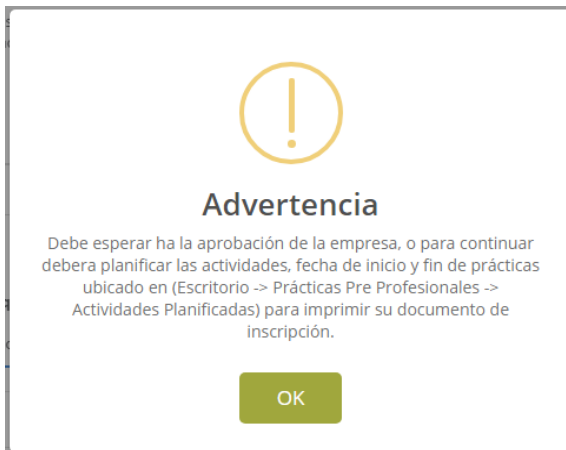 Advertencia
Debe esperar ha la aprobación de la empresa, o para continuar
debera planificar las actividades, fecha de inicio y fin de prácticas
ubicado en (Escritorio -> Prácticas Pre Profesionales ->
Actividades Planificadas) para imprimir su documento de
inscripción.
OK